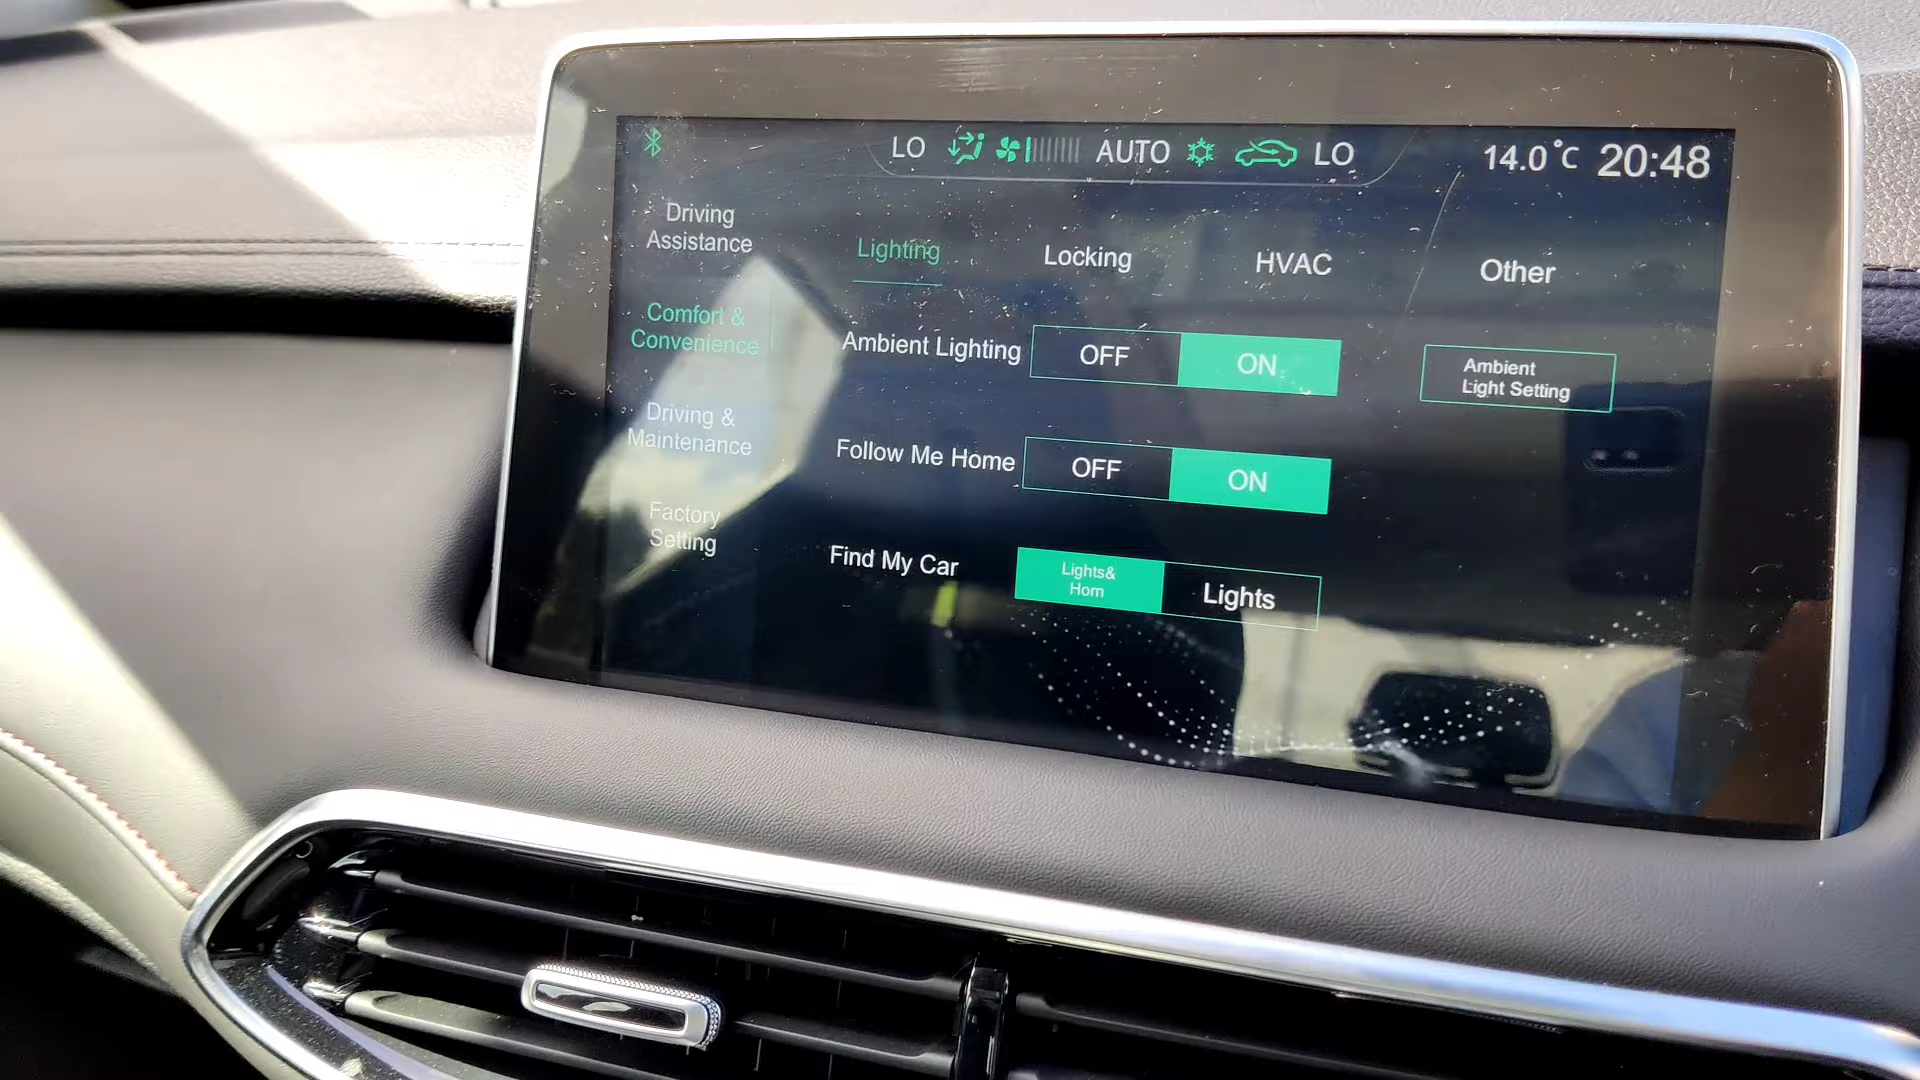 LO AUTO LO 14.0°C 20:48
Driving
Assistance
Comfort &
Convenience
Driving &
Maintenance
Factory
Setting
Lighting Locking HVAC Other
Ambient Lighting OFF ON Ambient
Light Setting
Follow Me Home OFF ON
Find My Car Lights&
Horn Lights